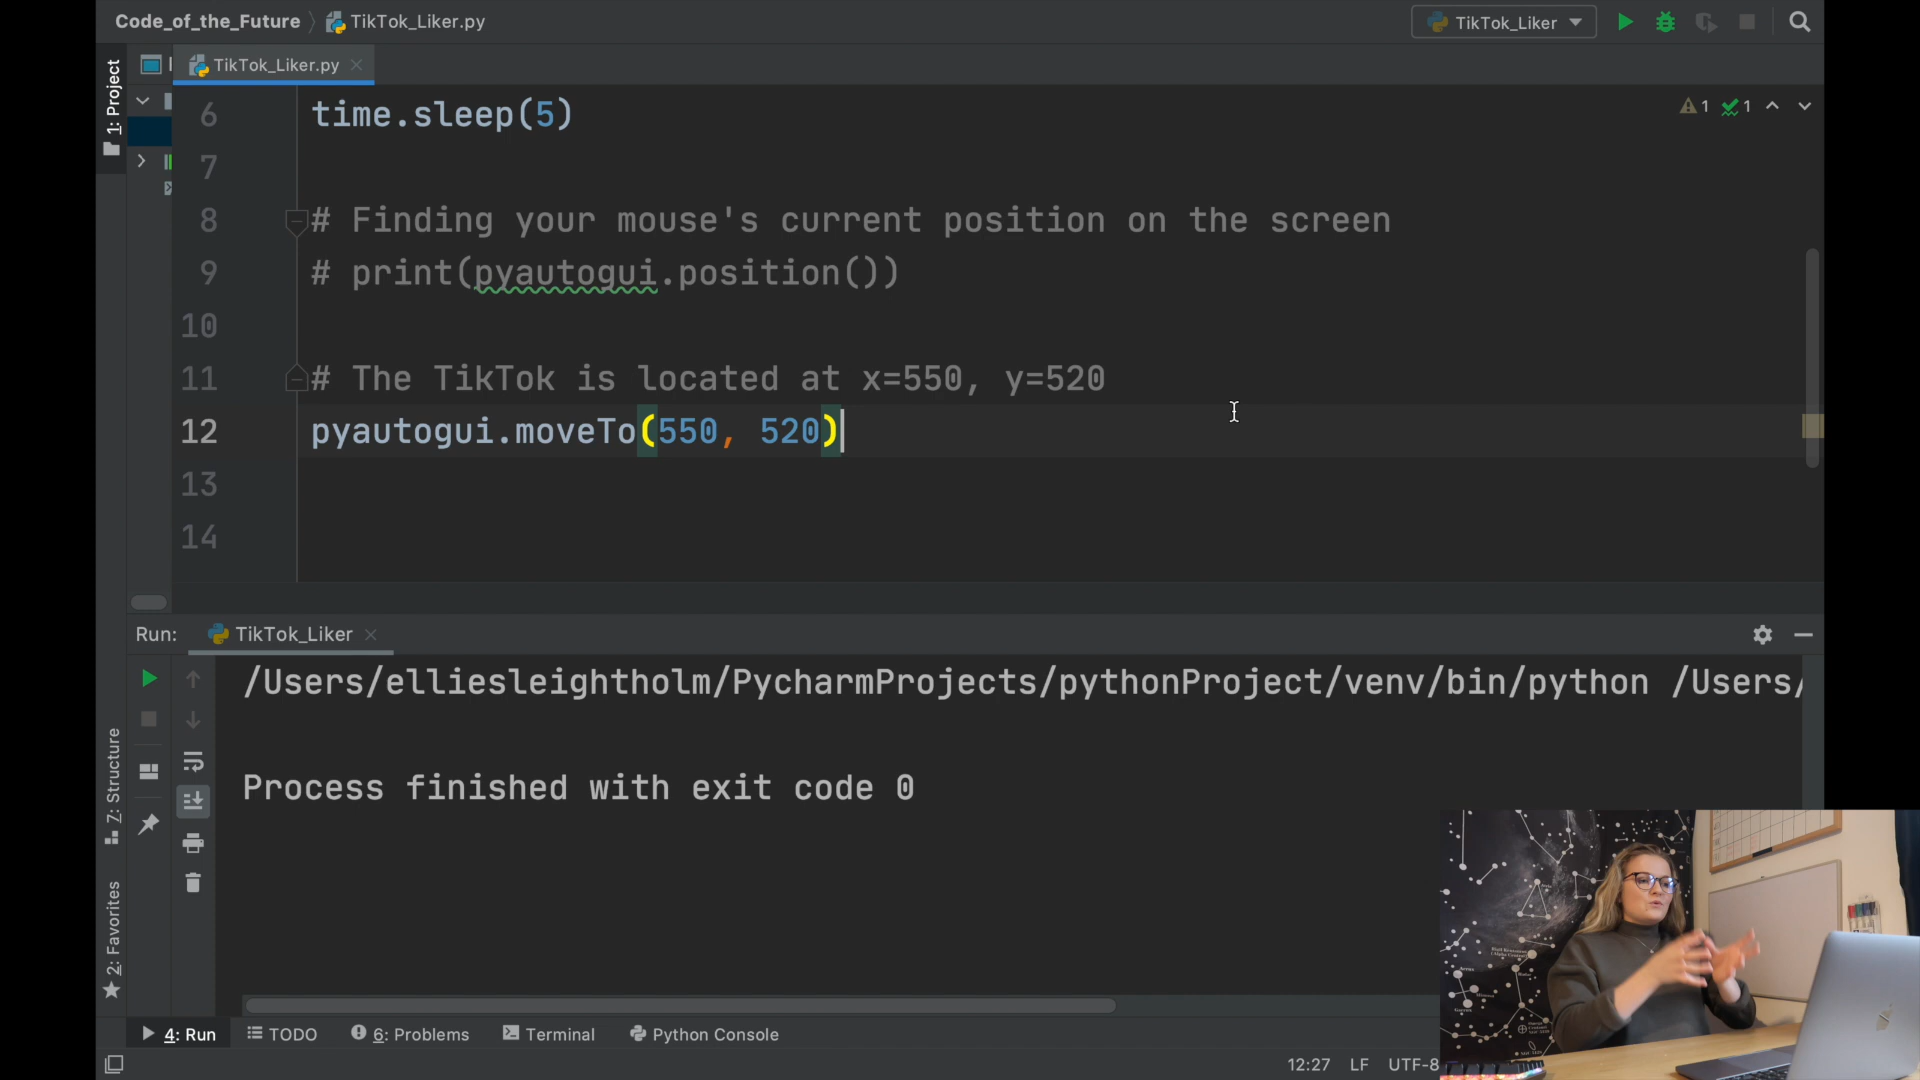 Code_of_the_Future TikTok_Liker.py TikTok_Liker
1: Project
TikTok_Liker.py
6 time.sleep(5)
1 1
7
8 # Finding your mouse's current position on the screen
9 # print(pyautogui.position())
10
11 # The TikTok is located at x=550, y=520
12 pyautogui.moveTo(550, 520)
13
14
Run: TikTok_Liker
/Users/elliesleightholm/PycharmProjects/pythonProject/venv/bin/python /Users/
Process finished with exit code 0
Z: Structure
2: Favorites
4: Run TODO 6: Problems Terminal Python Console
12:27 LF UTF-8